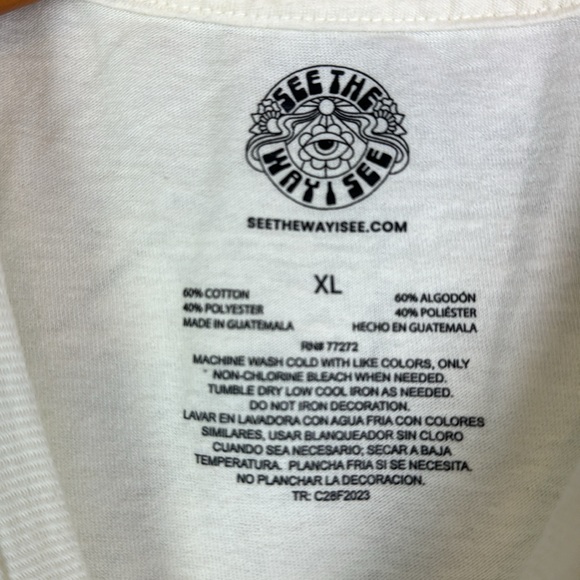 SEE THE
WAY I SEE
SEETHEWAYISEE.COM
XL
60% COTTON
40% POLYESTER
MADE IN GUATEMALA
60% ALGODÓN
40% POLIÉSTER
HECHO EN GUATEMALA
RN# 77272
MACHINE WASH COLD WITH LIKE COLORS, ONLY
NON-CHLORINE BLEACH WHEN NEEDED.
TUMBLE DRY LOW COOL IRON AS NEEDED.
DO NOT IRON DECORATION.
LAVAR EN LAVADORA CON AGUA FRIA CON COLORES
SIMILARES, USAR BLANQUEADOR SIN CLORO
CUANDO SEA NECESARIO; SECAR A BAJA
TEMPERATURA. PLANCHA FRIA SI SE NECESITA.
NO PLANCHAR LA DECORACION.
TR: C28F2023